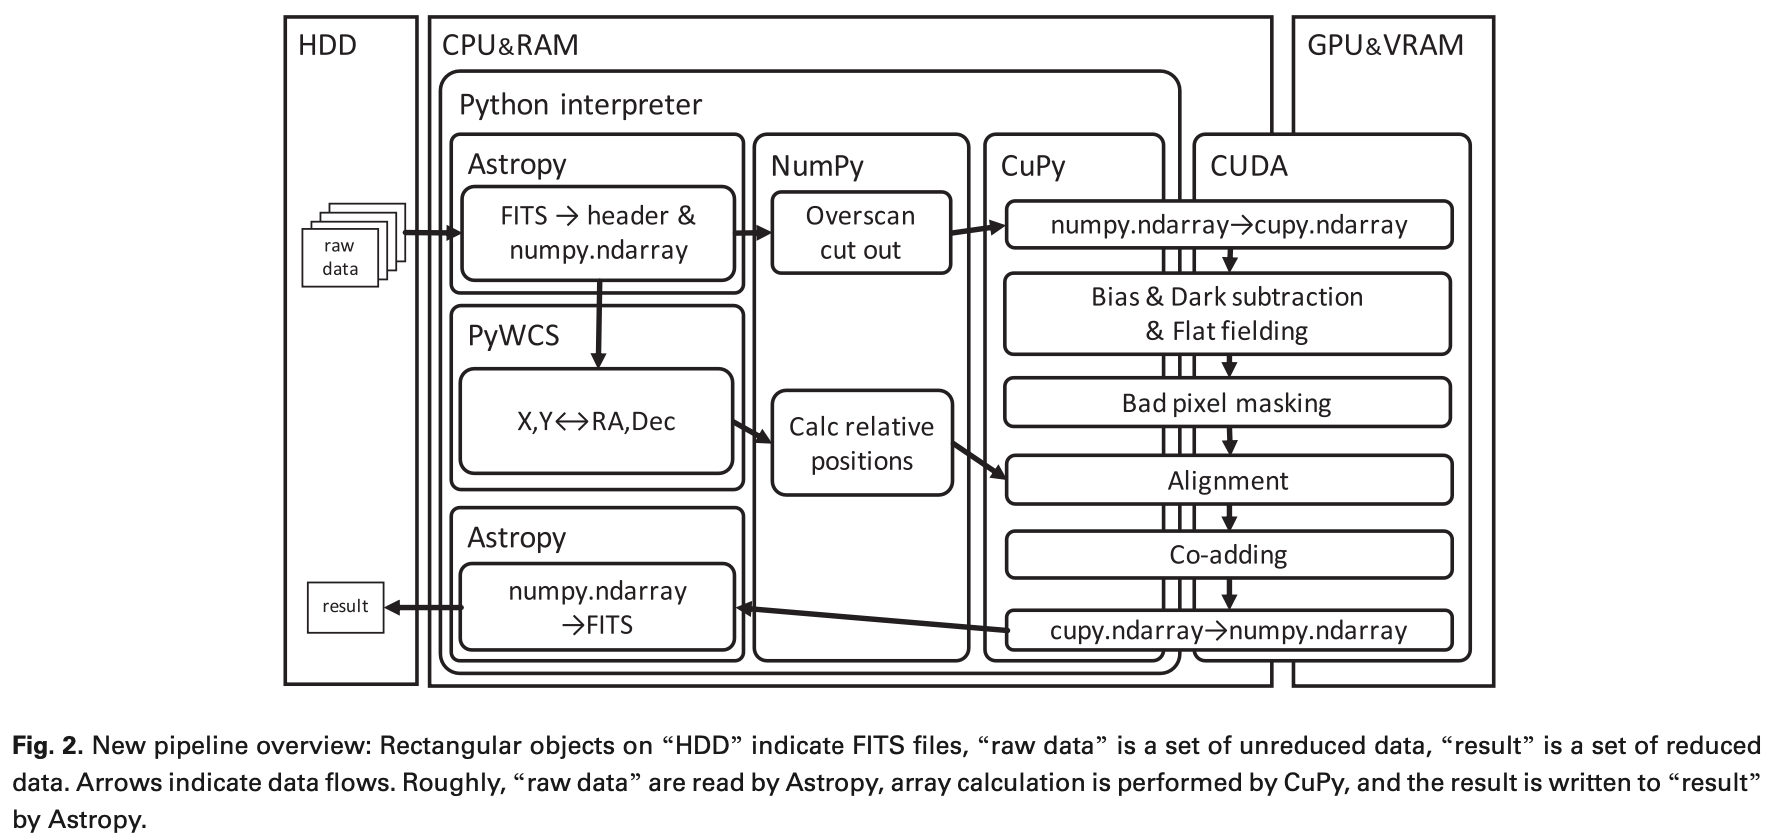 HDD
CPU&RAM
GPU&VRAM
Python interpreter
Astropy
NumPy
CuPy
CUDA
raw
data
FITS → header &
numpy.ndarray
Overscan
cut out
numpy.ndarray→cupy.ndarray
Bias & Dark subtraction
& Flat fielding
PyWCS
X,Y↔RA,Dec
Calc relative
positions
Bad pixel masking
Alignment
Co-adding
Astropy
numpy.ndarray
→FITS
result
cupy.ndarray→numpy.ndarray
Fig. 2. New pipeline overview: Rectangular objects on “HDD” indicate FITS files, “raw data” is a set of unreduced data, “result” is a set of reduced
data. Arrows indicate data flows. Roughly, “raw data” are read by Astropy, array calculation is performed by CuPy, and the result is written to “result”
by Astropy.